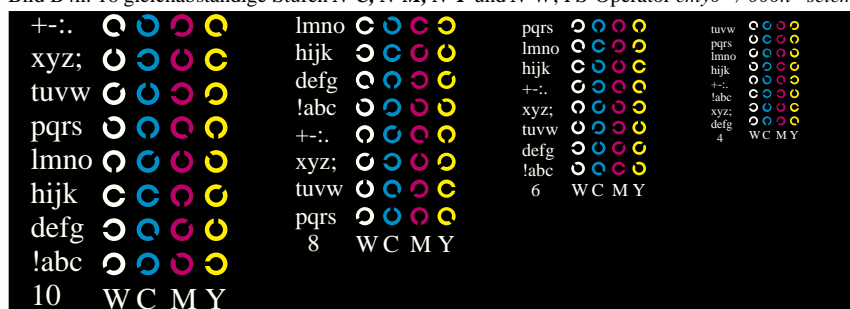 +-:.
xyz;
tuvw
pqrs
lmno
hijk
defg
!abc
10 W C M Y
lmno
hijk
defg
!abc
+-:.
xyz;
tuvw
pqrs
8 W C M Y
pqrs
lmno
hijk
+-:.
xyz;
tuvw
defg
!abc
6 W C M Y
tuvw
pqrs
lmno
hijk
+-:.
!abc
xyz;
defg
4 W C M Y